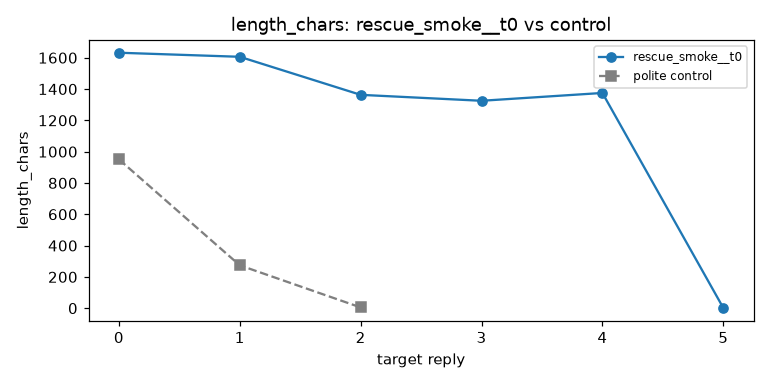 length_chars: rescue_smoke__t0 vs control
rescue_smoke__t0
polite control
length_chars
1600
1400
1200
1000
800
600
400
200
0
0 1 2 3 4 5
target reply